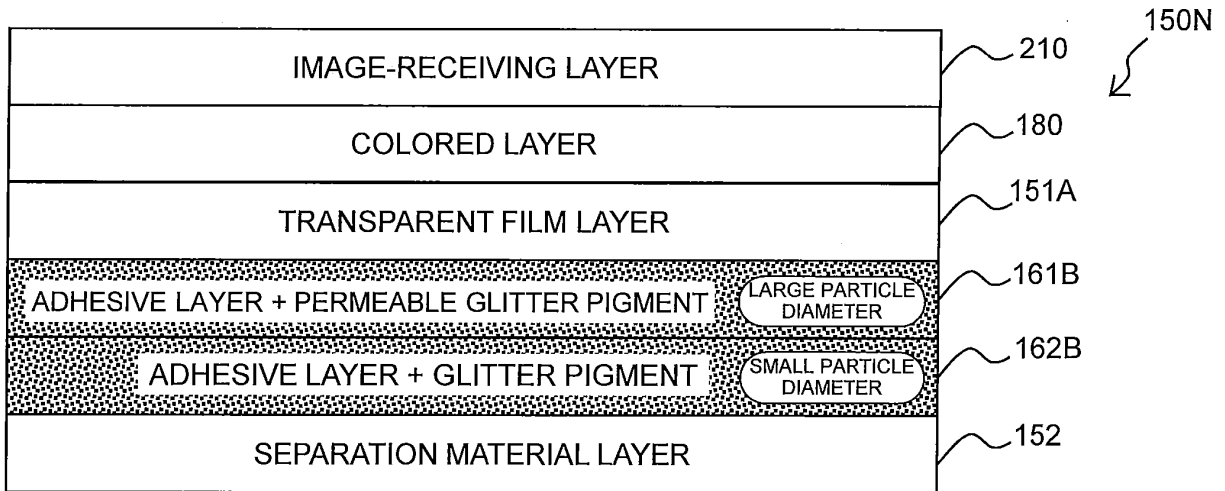 150N
IMAGE-RECEIVING LAYER 210
COLORED LAYER 180
TRANSPARENT FILM LAYER 151A
ADHESIVE LAYER + PERMEABLE GLITTER PIGMENT LARGE PARTICLE 161B
DIAMETER
ADHESIVE LAYER + GLITTER PIGMENT SMALL PARTICLE 162B
DIAMETER
SEPARATION MATERIAL LAYER 152